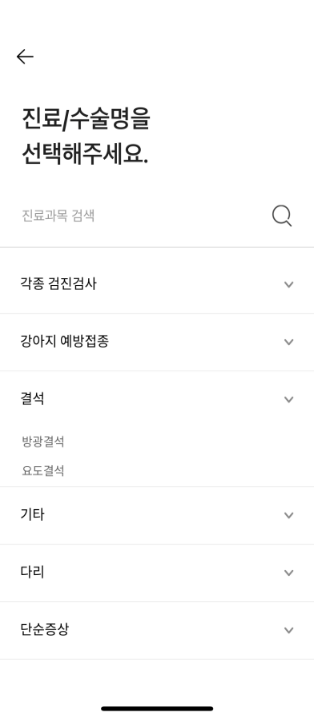 진료/수술명을
선택해주세요.
진료과목 검색
각종 검진검사
강아지 예방접종
결석
방광결석
요도결석
기타
다리
단순증상